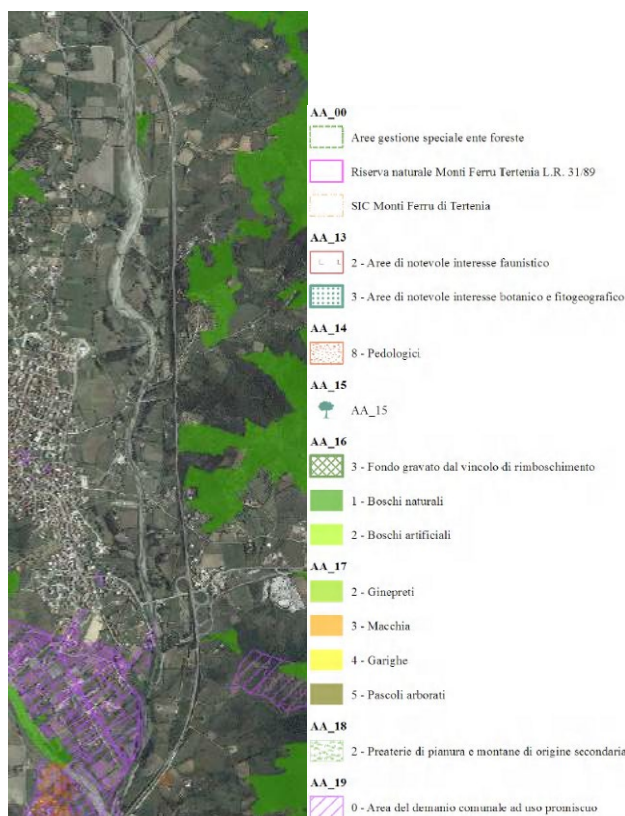 AA_00
Aree gestione speciale ente foreste
Riserva naturale Monti Ferru Tertenia L.R. 31/89
SIC Monti Ferru di Tertenia
AA_13
2 - Aree di notevole interesse faunistico
3 - Aree di notevole interesse botanico e fitogeografico
AA_14
8 - Pedologici
AA_15
AA_15
AA_16
3 - Fondo gravato dal vincolo di rimboschimento
1 - Boschi naturali
2 - Boschi artificiali
AA_17
2 - Ginepreti
3 - Macchia
4 - Garighe
5 - Pascoli arborati
AA_18
2 - Preaterie di pianura e montane di origine secondaria
AA_19
0 - Area del demanio comunale ad uso promiscuo